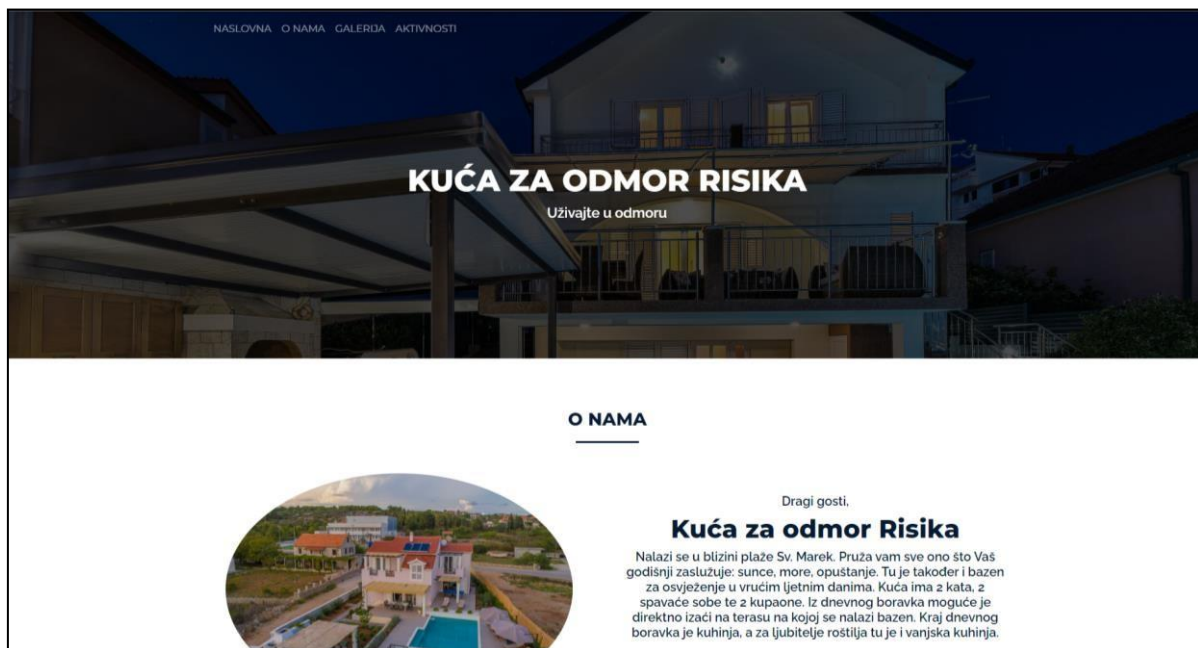 NASLOVNA O NAMA GALERIJA AKTIVNOSTI
KUĆA ZA ODMOR RISIKA
Uživajte u odmoru
O NAMA
Dragi gosti,
Kuća za odmor Risika
Nalazi se u blizini plaže Sv. Marek. Pruža vam sve ono što Vaš
godišnji zaslužuje: sunce, more, opuštanje. Tu je također i bazen
za osvježenje u vrućim ljetnim danima. Kuća ima 2 kata, 2
spavaće sobe te 2 kupaone. Iz dnevnog boravka moguće je
direktno izaći na terasu na kojoj se nalazi bazen. Kraj dnevnog
boravka je kuhinja, a za ljubitelje roštilja tu je i vanjska kuhinja.